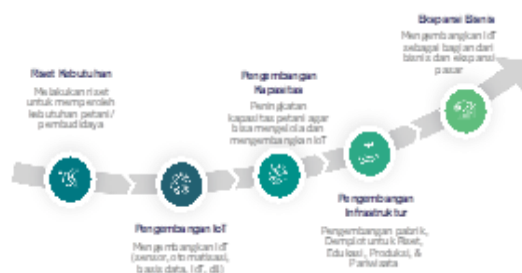 Riset Kebutuhan
Melakukan riset
untuk memperoleh
kebutuhan petani/
pembudidaya
Pengembangan IoT
Mengembangkan IoT
(sensor, otomatisasi,
basis data, IoT, dll)
Pengembangan
Kapasitas
Peningkatan
kapasitas petani agar
bisa mengelola dan
mengembangkan IoT
Pengembangan
Infrastruktur
Pengembangan pabrik,
Demplot untuk Riset,
Edukasi, Produksi, &
Pariwisata
Ekspansi Bisnis
Mengembangkan IoT
sebagai bagian dari
bisnis dan ekspansi
pasar